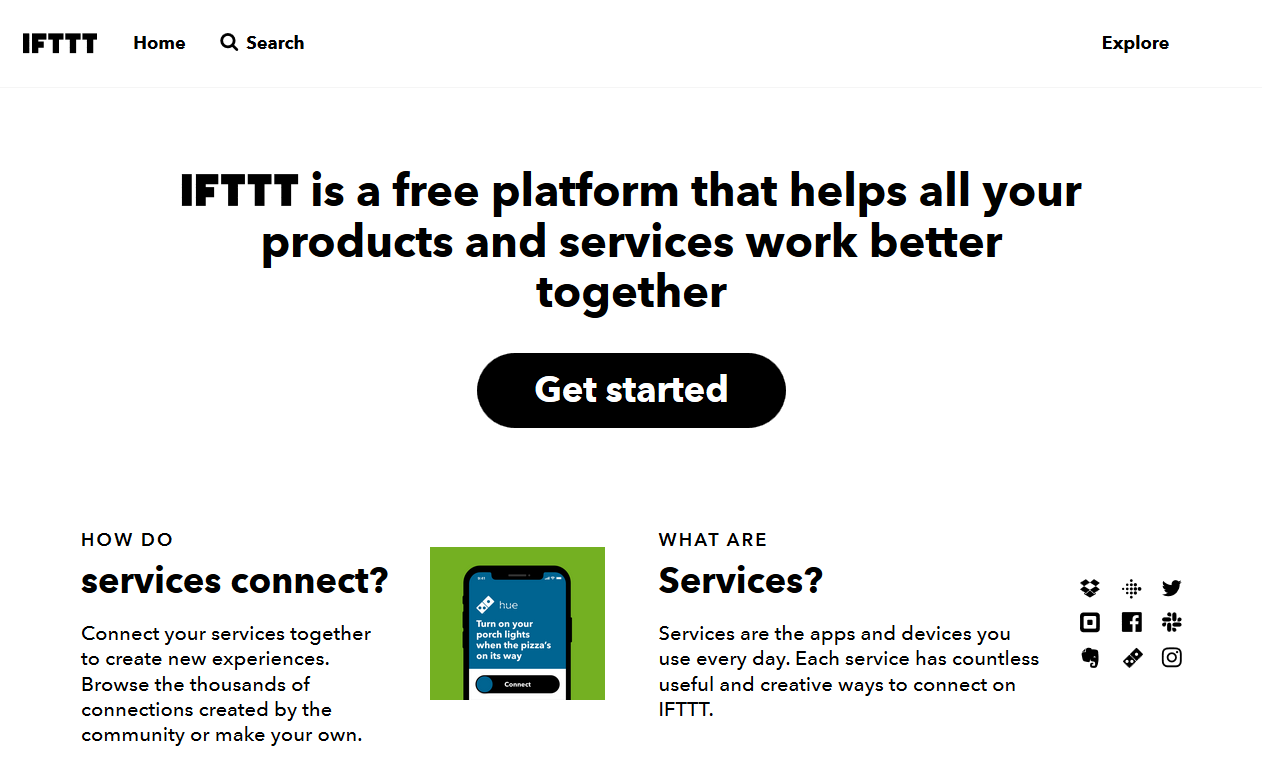 IFTTT Home Search Explore
IFTTT is a free platform that helps all your
products and services work better
together
Get started
HOW DO
services connect?
Connect your services together
to create new experiences.
Browse the thousands of
connections created by the
community or make your own.
9:41
hue
Turn on your
porch lights
when the pizza's
on its way
Connect
WHAT ARE
Services?
Services are the apps and devices you
use every day. Each service has countless
useful and creative ways to connect on
IFTTT.